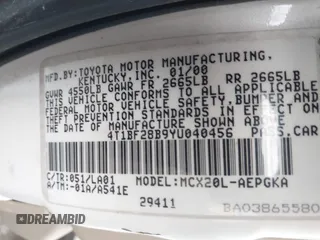 MFD.BY:TOYOTA MOTOR MANUFACTURING,
KENTUCKY,INC. 01/00
GVWR 4550LB GAWR FR 2665LB RR 2665LB
THIS VEHICLE CONFORMS TO ALL APPLICABLE
FEDERAL MOTOR VEHICLE SAFETY, BUMPER AND
THEFT PREVENTION STANDARDS IN EFFECT ON
THE DATE OF MANUFACTURE SHOWN ABOVE.
4T1BF28B9YU040456 PASS.CAR
C/TR:051/LA01 MODEL:MCX20L-AEPGKA
A/TM:-01A/A541E
29411
BA03865580